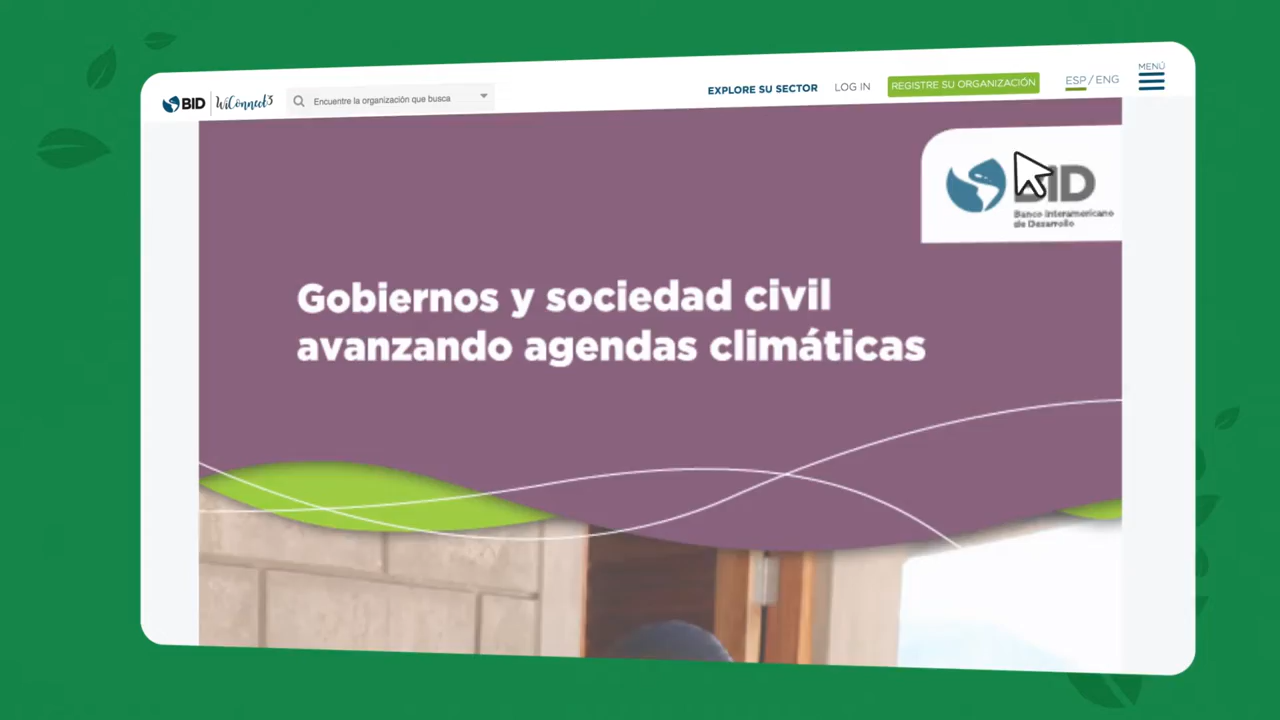 BID
WiConnect3
Encuentre la organización que busca
EXPLORE SU SECTOR
LOG IN
REGISTRE SU ORGANIZACIÓN
ESP / ENG
MENÚ
BID
Banco Interamericano
de Desarrollo
Gobiernos y sociedad civil
avanzando agendas climáticas